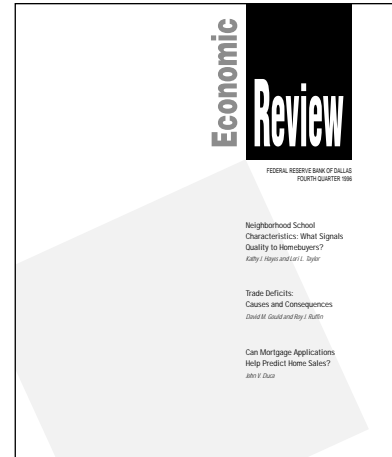 Economic
Review
FEDERAL RESERVE BANK OF DALLAS
FOURTH QUARTER 1996
Neighborhood School
Characteristics: What Signals
Quality to Homebuyers?
Kathy J. Hayes and Lori L. Taylor
Trade Deficits:
Causes and Consequences
David M. Gould and Roy J. Ruffin
Can Mortgage Applications
Help Predict Home Sales?
John V. Duca